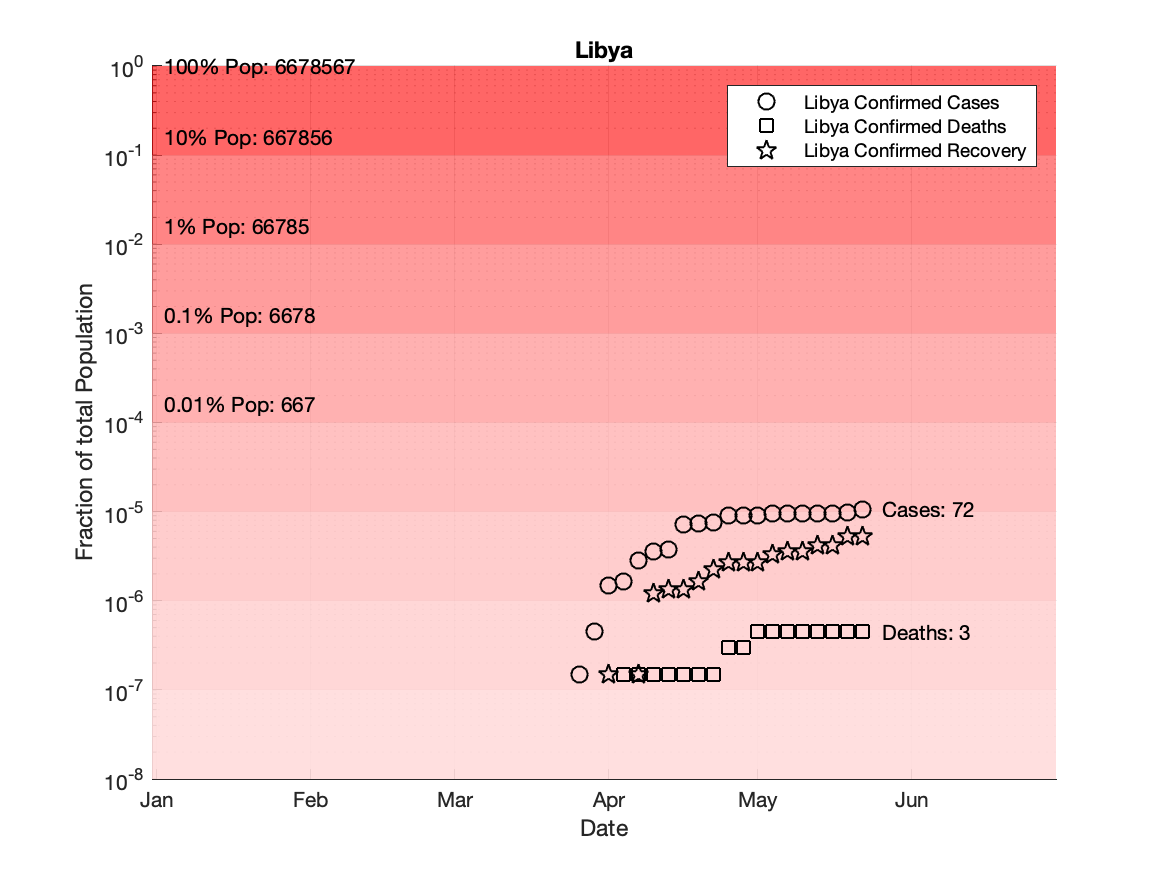 Libya
10^0
100% Pop: 6678567
Libya Confirmed Cases
Libya Confirmed Deaths
Libya Confirmed Recovery
10% Pop: 667856
10^-1
1% Pop: 66785
10^-2
0.1% Pop: 6678
10^-3
0.01% Pop: 667
10^-4
Fraction of total Population
10^-5
Cases: 72
10^-6
Deaths: 3
10^-7
10^-8
Jan Feb Mar Apr May Jun
Date